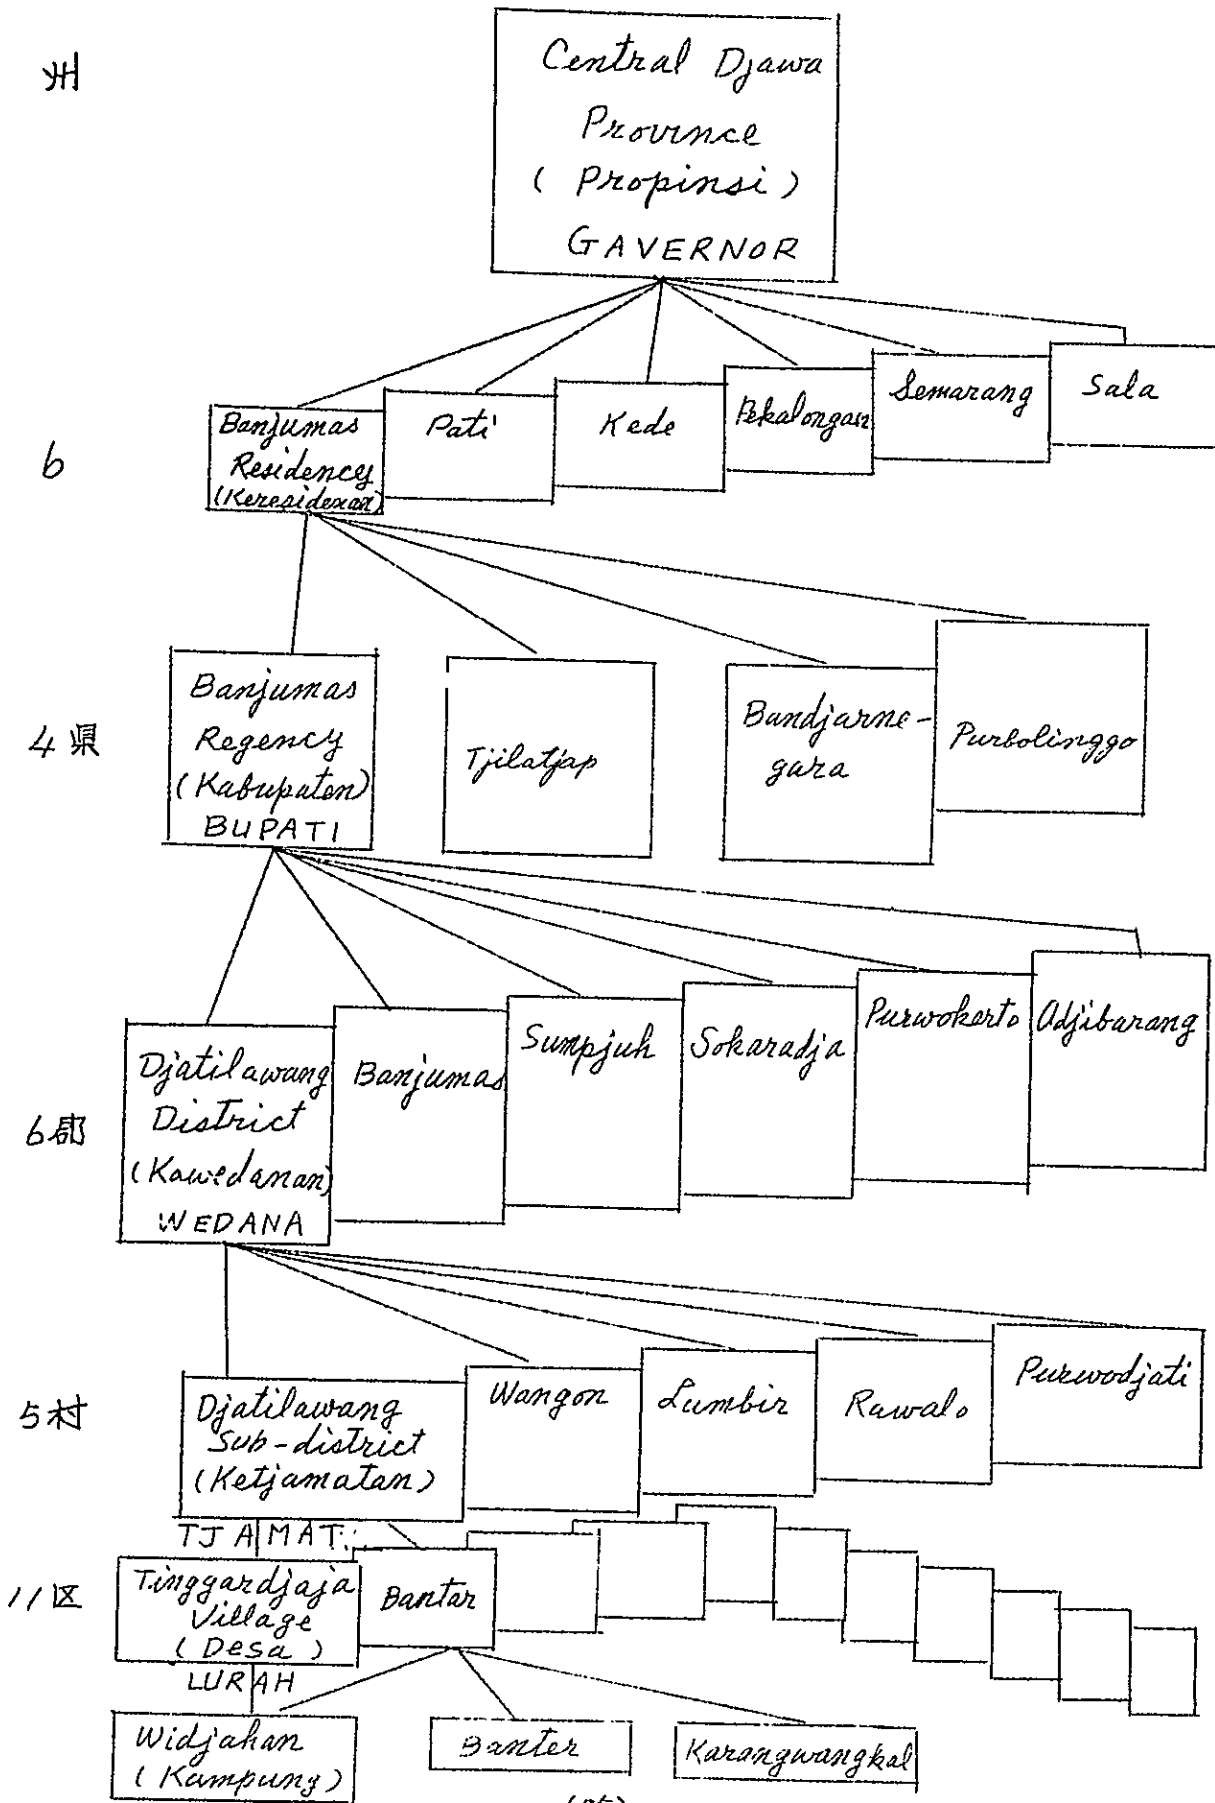 州
Central Djawa
Province
( Propinsi )
GAVERNOR
6
Banjumas
Residency
(Keresidenan)
Pati
Kede
Pekalongan
Semarang
Sala
4県
Banjumas
Regency
(Kabupaten)
BUPATI
Tjilatjap
Bandjarne-
gara
Purbolinggo
6郡
Djatilawang
District
(Kawedanan)
WEDANA
Banjumas
Sumpjuh
Sokaradja
Purwokerto
Adjibarang
5村
Djatilawang
Sub-district
(Ketjamatan)
Wangon
Lumbir
Rawalo
Purwodjati
TJAMAT
11区
Tinggardjaja
Village
( Desa )
Bantar
LURAH
Widjahan
( Kampung )
Banter
Karangwangkal